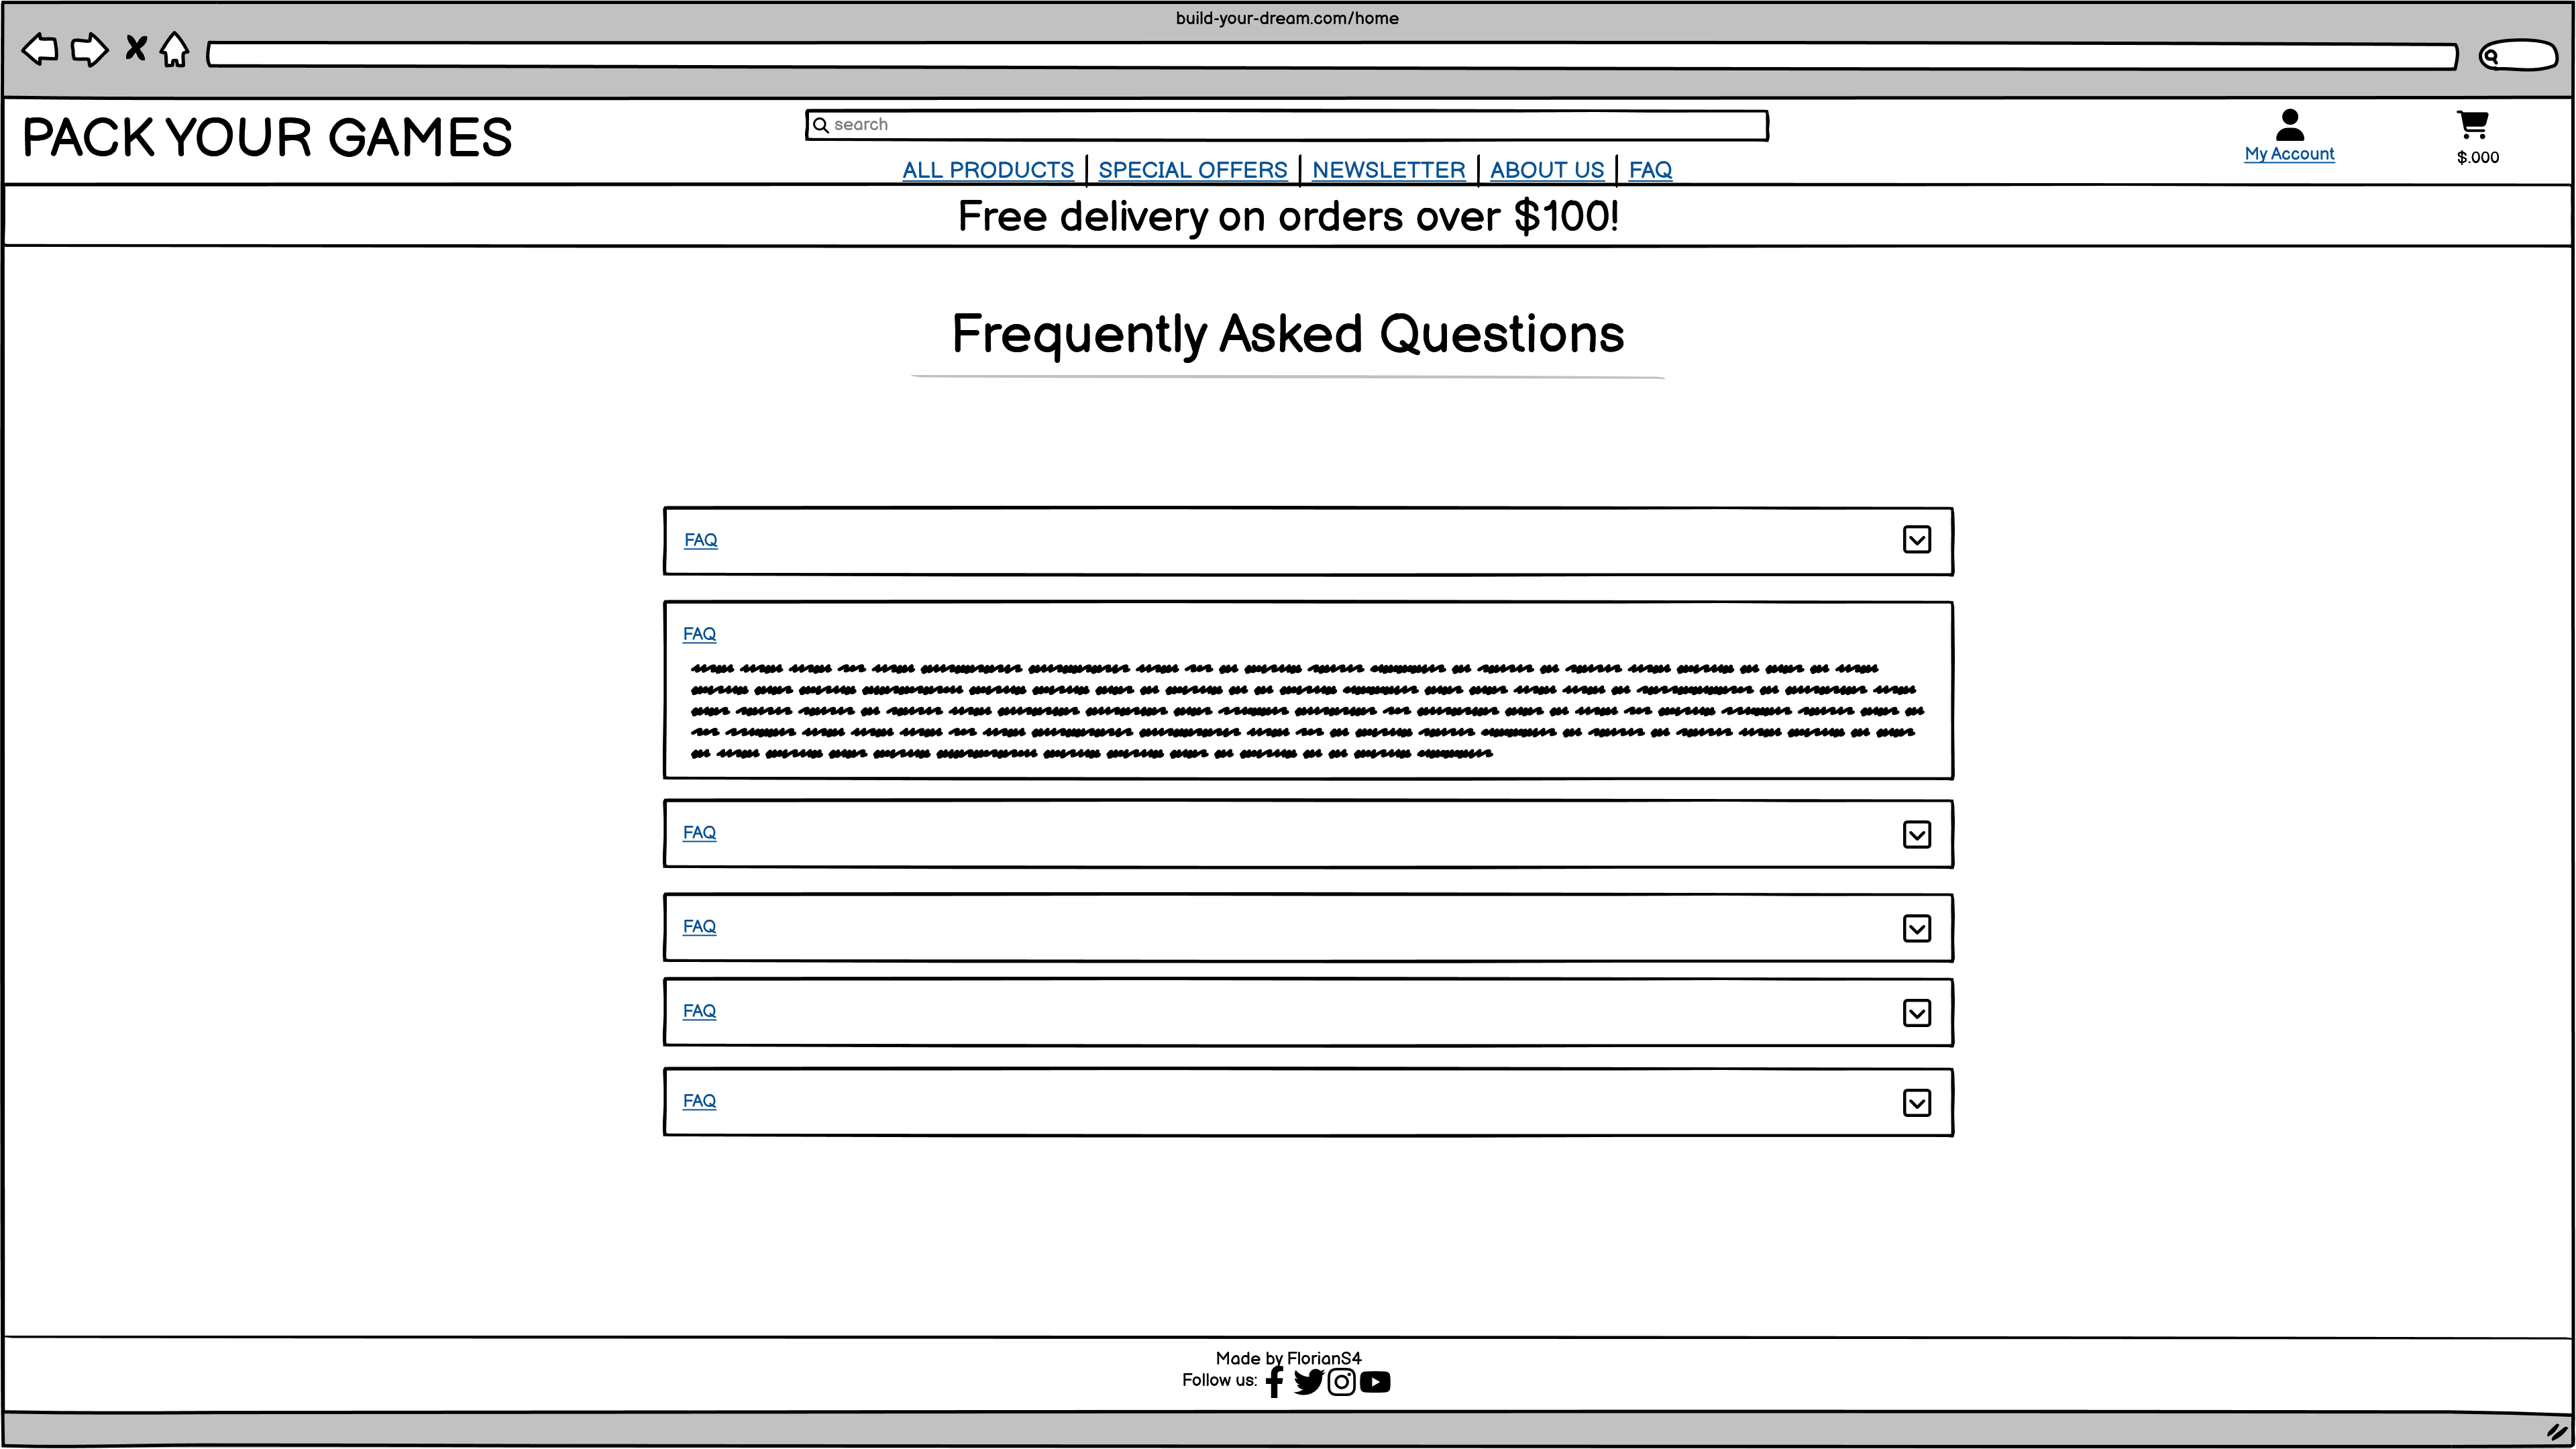 build-your-dream.com/home
PACK YOUR GAMES
search
My Account
$.000
ALL PRODUCTS | SPECIAL OFFERS | NEWSLETTER | ABOUT US | FAQ
Free delivery on orders over $100!
Frequently Asked Questions
FAQ
FAQ
FAQ
FAQ
FAQ
FAQ
Made by FlorianS4
Follow us: